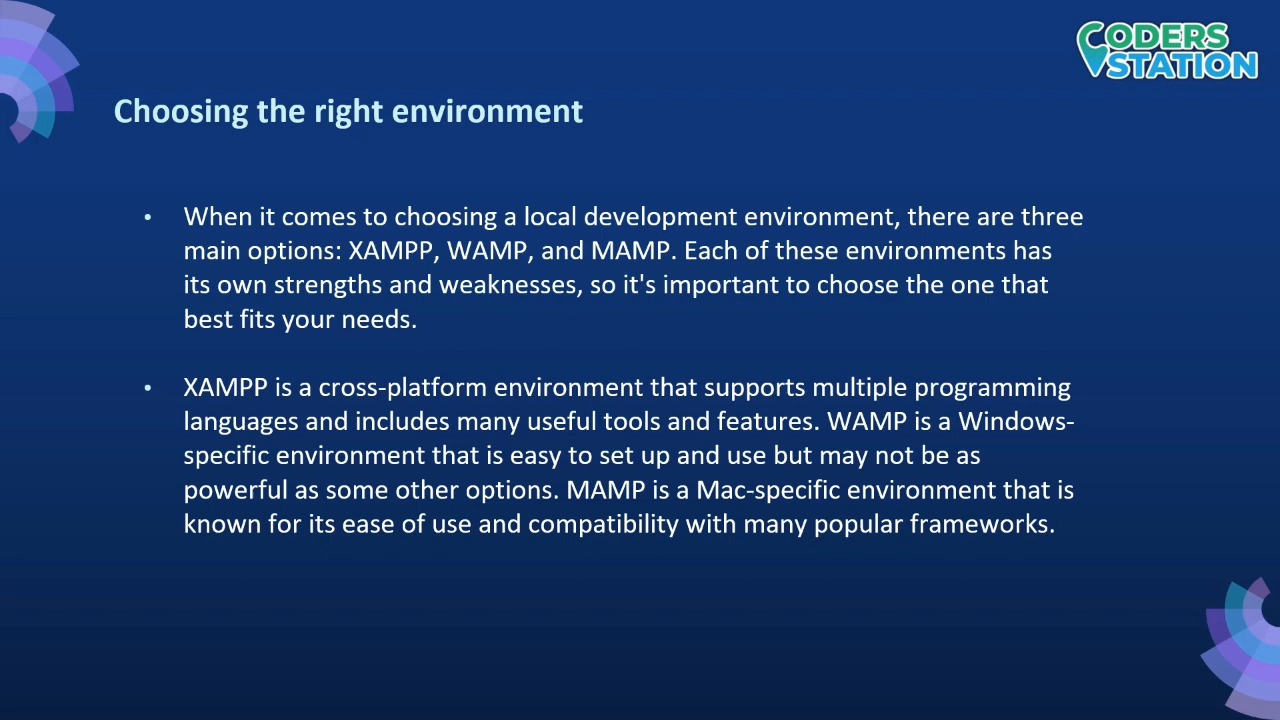 CODERS
STATION
Choosing the right environment
• When it comes to choosing a local development environment, there are three
main options: XAMPP, WAMP, and MAMP. Each of these environments has
its own strengths and weaknesses, so it's important to choose the one that
best fits your needs.
• XAMPP is a cross-platform environment that supports multiple programming
languages and includes many useful tools and features. WAMP is a Windows-
specific environment that is easy to set up and use but may not be as
powerful as some other options. MAMP is a Mac-specific environment that is
known for its ease of use and compatibility with many popular frameworks.